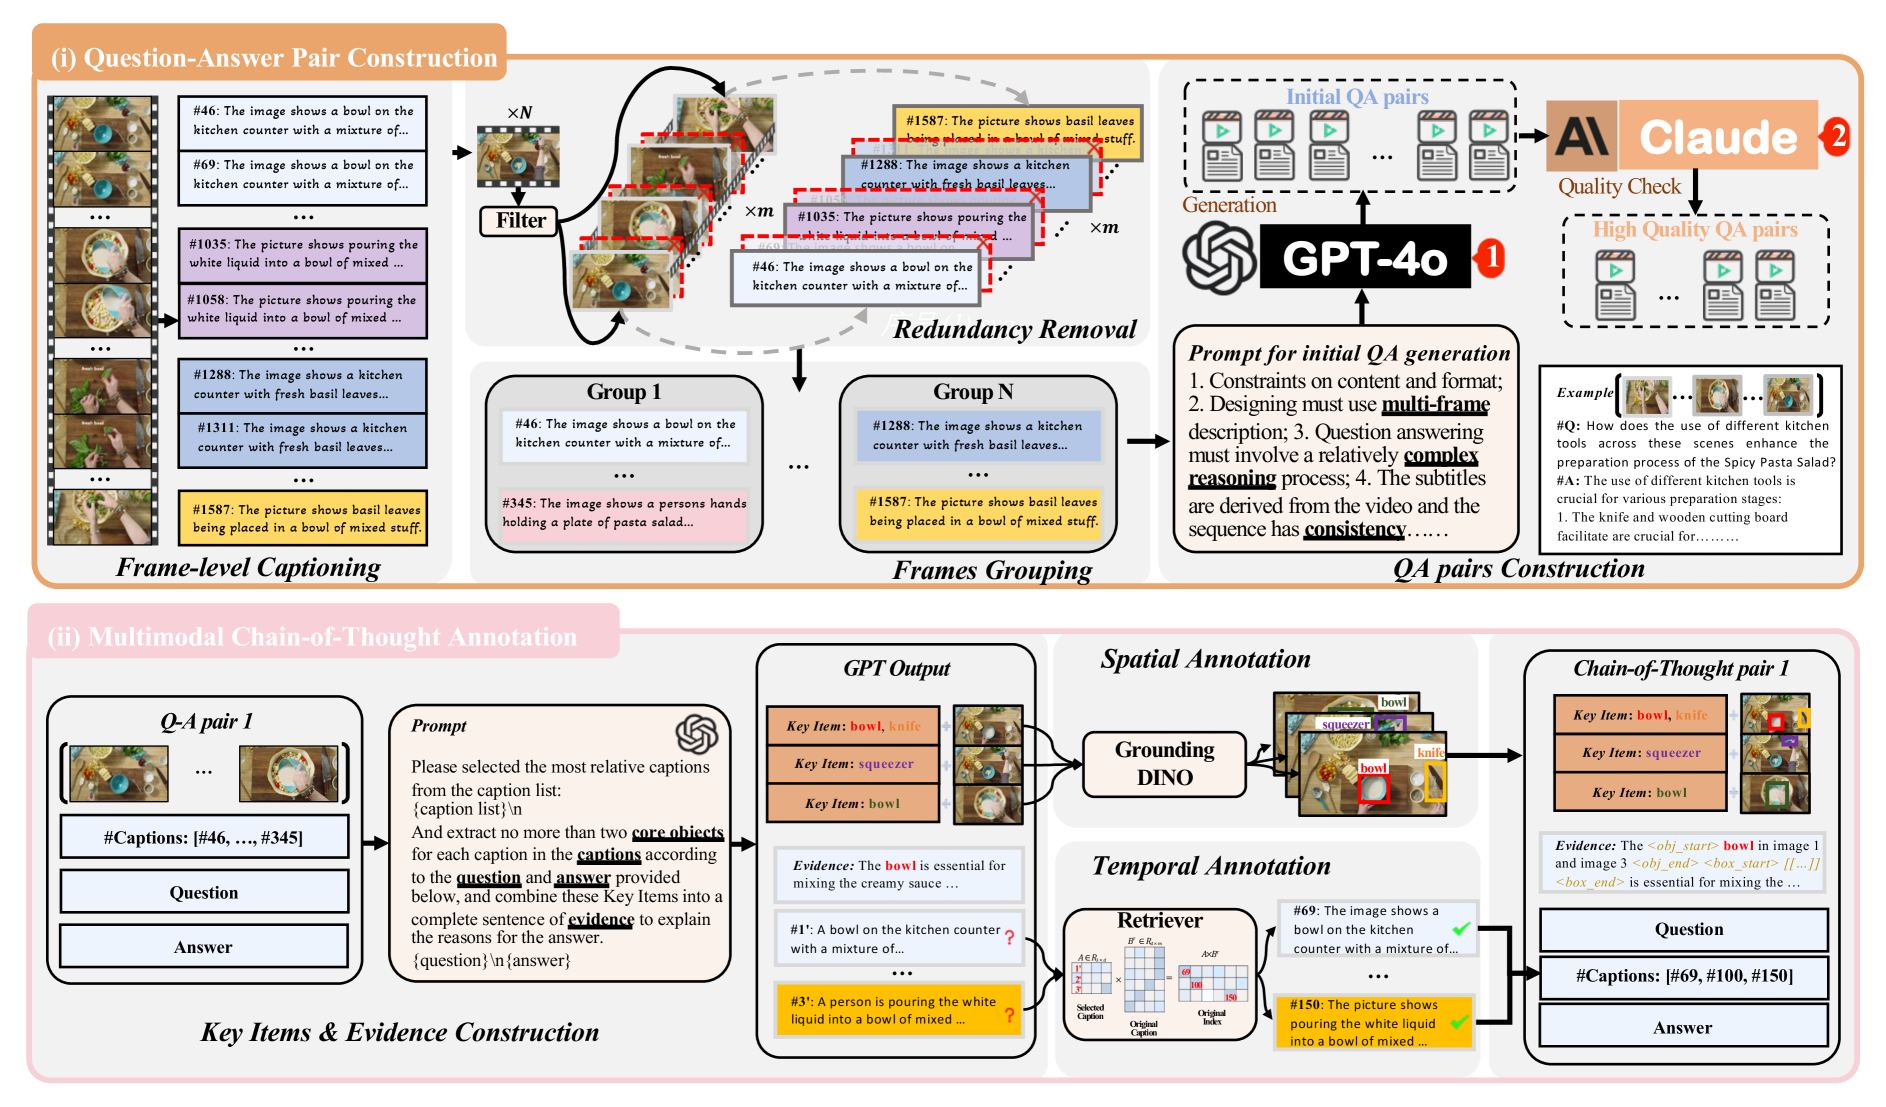 (i) Question-Answer Pair Construction
#46: The image shows a bowl on the
kitchen counter with a mixture of...
#69: The image shows a bowl on the
kitchen counter with a mixture of...
...
#1035: The picture shows pouring the
white liquid into a bowl of mixed ...
#1058: The picture shows pouring the
white liquid into a bowl of mixed ...
...
#1288: The image shows a kitchen
counter with fresh basil leaves...
#1311: The image shows a kitchen
counter with fresh basil leaves...
...
#1587: The picture shows basil leaves
being placed in a bowl of mixed stuff.
Frame-level Captioning
×N
Filter
×m
#1587: The picture shows basil leaves
being placed in a bowl of mixed stuff.
#1288: The image shows a kitchen
counter with fresh basil leaves...
#1035: The picture shows pouring the
white liquid into a bowl of mixed ...
#69: The image shows a bowl on
#46: The image shows a bowl on the
kitchen counter with a mixture of...
×m
Redundancy Removal
Group 1
#46: The image shows a bowl on the
kitchen counter with a mixture of...
...
#345: The image shows a persons hands
holding a plate of pasta salad...
...
Group N
#1288: The image shows a kitchen
counter with fresh basil leaves...
...
#1587: The picture shows basil leaves
being placed in a bowl of mixed stuff.
Frames Grouping
Initial QA pairs
...
Generation
GPT-4o
1
Prompt for initial QA generation
1. Constraints on content and format;
2. Designing must use multi-frame
description; 3. Question answering
must involve a relatively complex
reasoning process; 4. The subtitles
are derived from the video and the
sequence has consistency……
AI
Claude
2
Quality Check
High Quality QA pairs
...
Example
... ...
#Q: How does the use of different kitchen
tools across these scenes enhance the
preparation process of the Spicy Pasta Salad?
#A: The use of different kitchen tools is
crucial for various preparation stages:
1. The knife and wooden cutting board
facilitate are crucial for………
QA pairs Construction
(ii) Multimodal Chain-of-Thought Annotation
Q-A pair 1
...
#Captions: [#46, …, #345]
Question
Answer
Prompt
Please selected the most relative captions
from the caption list:
{caption list}\n
And extract no more than two core objects
for each caption in the captions according
to the question and answer provided
below, and combine these Key Items into a
complete sentence of evidence to explain
the reasons for the answer.
{question}\n{answer}
Key Items & Evidence Construction
GPT Output
Key Item: bowl, knife
+
Key Item: squeezer
+
Key Item: bowl
+
Evidence: The bowl is essential for
mixing the creamy sauce ...
#1': A bowl on the kitchen counter
with a mixture of...
?
...
#3': A person is pouring the white
liquid into a bowl of mixed ...
?
Spatial Annotation
Grounding
DINO
bowl
squeezer
knife
bowl
Temporal Annotation
Retriever
1'
2'
3'
×
=
A×Bᵀ
69
100
150
Selected
Caption
Original
Caption
Original
Index
#69: The image shows a
bowl on the kitchen
counter with a mixture of...
...
#150: The picture shows
pouring the white liquid
into a bowl of mixed ...
Chain-of-Thought pair 1
Key Item: bowl, knife
+
Key Item: squeezer
+
Key Item: bowl
+
Evidence: The <obj_start> bowl in image 1
and image 3 <obj_end> <box_start> [[...]]
<box_end> is essential for mixing the ...
Question
#Captions: [#69, #100, #150]
Answer